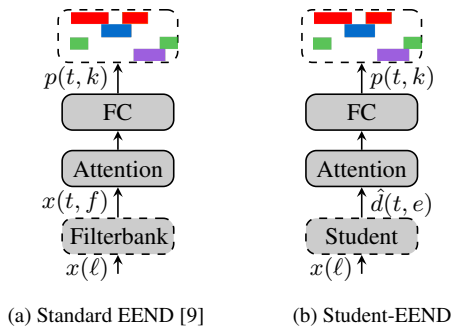 p(t, k)
FC
Attention
x(t, f)
Filterbank
x(ℓ)
(a) Standard EEND [9]
p(t, k)
FC
Attention
d̂(t, e)
Student
x(ℓ)
(b) Student-EEND